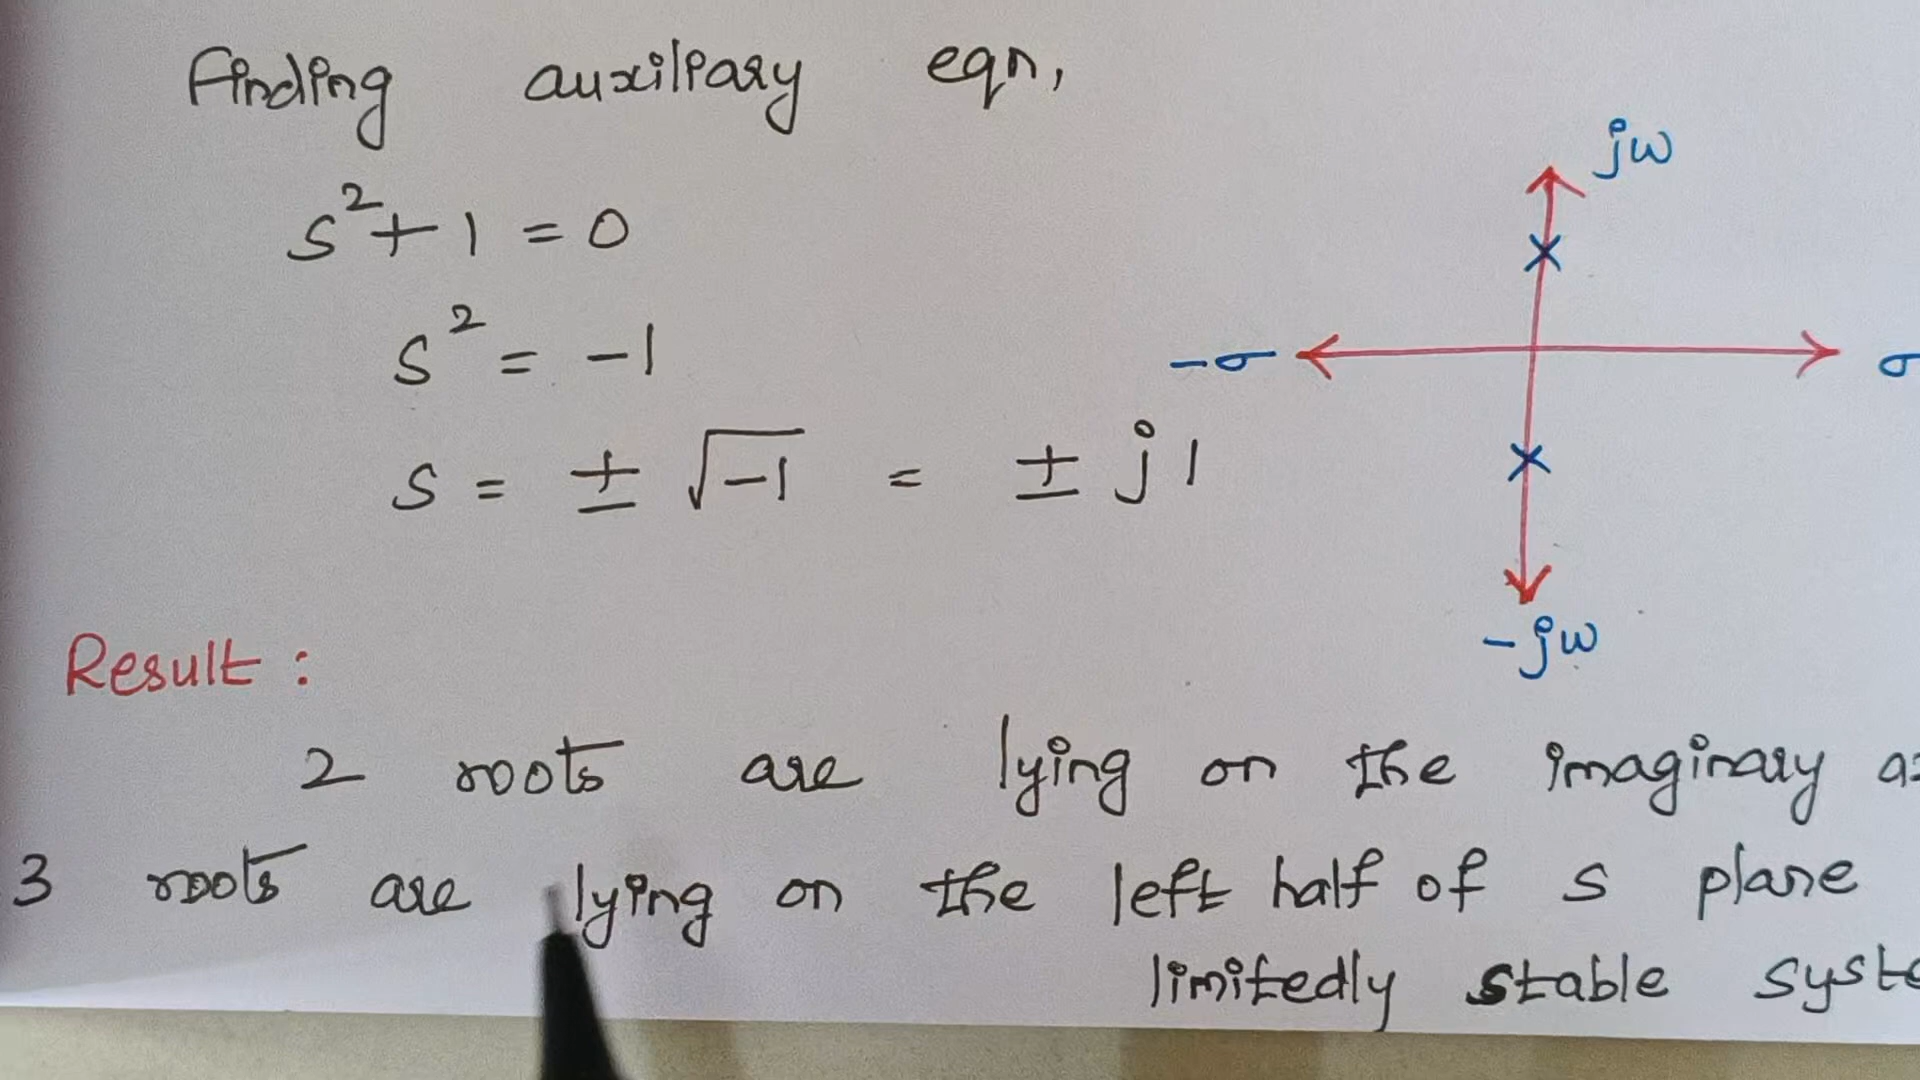 Finding auxiliary eqn,
s²+1=0
s² = -1
s = ± √-1 = ± j1
jω
-σ
σ
-jω
Result :
2 roots are lying on the imaginary
3 roots are lying on the left half of s plane
limitedly stable